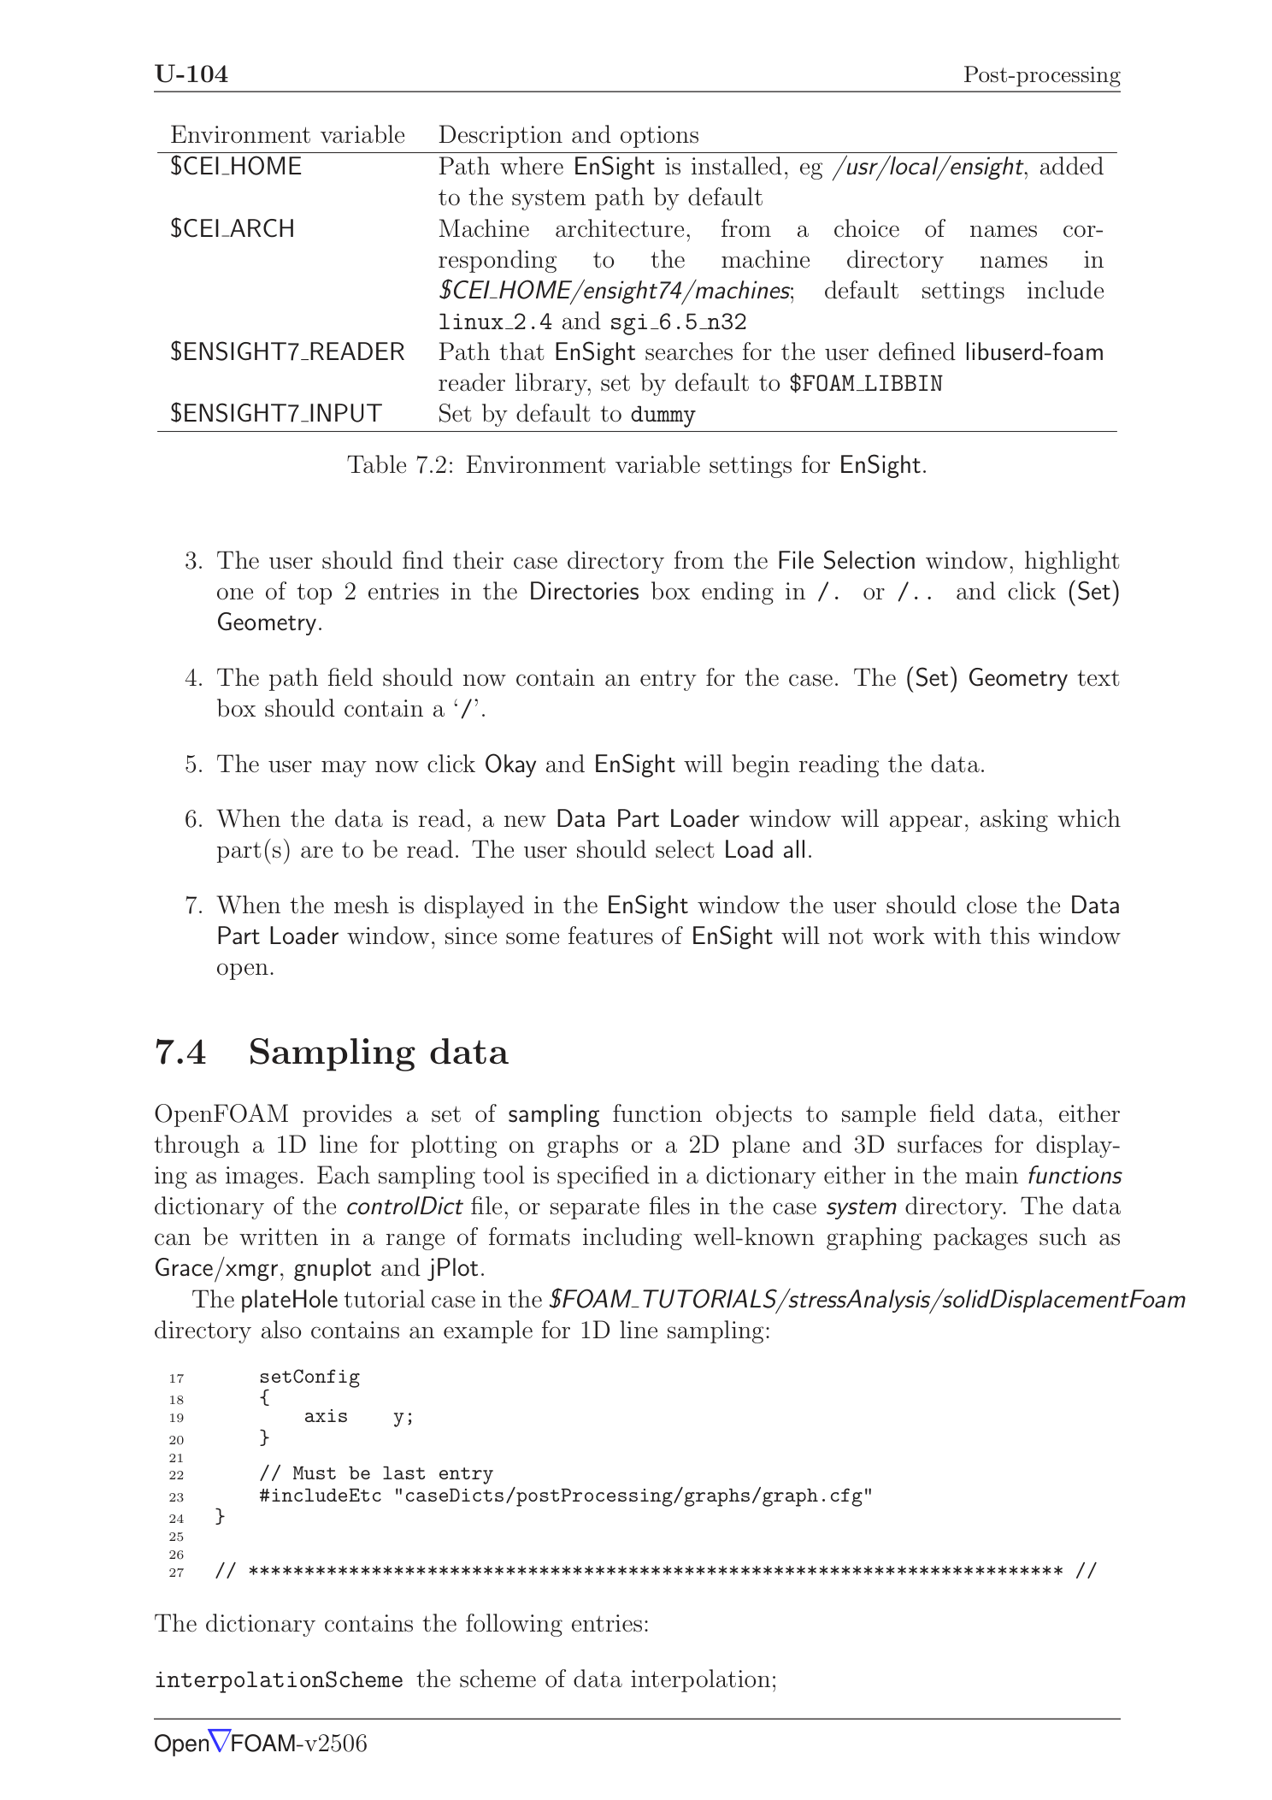 U-104 Post-processing
Environment variable Description and options
$CEI_HOME Path where EnSight is installed, eg /usr/local/ensight, added
to the system path by default
$CEI_ARCH Machine architecture, from a choice of names cor-
responding to the machine directory names in
$CEI_HOME/ensight74/machines; default settings include
linux_2.4 and sgi_6.5_n32
$ENSIGHT7_READER Path that EnSight searches for the user defined libuserd-foam
reader library, set by default to $FOAM_LIBBIN
$ENSIGHT7_INPUT Set by default to dummy
Table 7.2: Environment variable settings for EnSight.
3. The user should find their case directory from the File Selection window, highlight
one of top 2 entries in the Directories box ending in /. or /.. and click (Set)
Geometry.
4. The path field should now contain an entry for the case. The (Set) Geometry text
box should contain a ‘/’.
5. The user may now click Okay and EnSight will begin reading the data.
6. When the data is read, a new Data Part Loader window will appear, asking which
part(s) are to be read. The user should select Load all.
7. When the mesh is displayed in the EnSight window the user should close the Data
Part Loader window, since some features of EnSight will not work with this window
open.
7.4 Sampling data
OpenFOAM provides a set of sampling function objects to sample field data, either
through a 1D line for plotting on graphs or a 2D plane and 3D surfaces for display-
ing as images. Each sampling tool is specified in a dictionary either in the main functions
dictionary of the controlDict file, or separate files in the case system directory. The data
can be written in a range of formats including well-known graphing packages such as
Grace/xmgr, gnuplot and jPlot.
The plateHole tutorial case in the $FOAM_TUTORIALS/stressAnalysis/solidDisplacementFoam
directory also contains an example for 1D line sampling:
17 setConfig
18 {
19 axis y;
20 }
21
22 // Must be last entry
23 #includeEtc "caseDicts/postProcessing/graphs/graph.cfg"
24 }
25
26
27 // ************************************************************************* //
The dictionary contains the following entries:
interpolationScheme the scheme of data interpolation;
Open∇FOAM-v2506